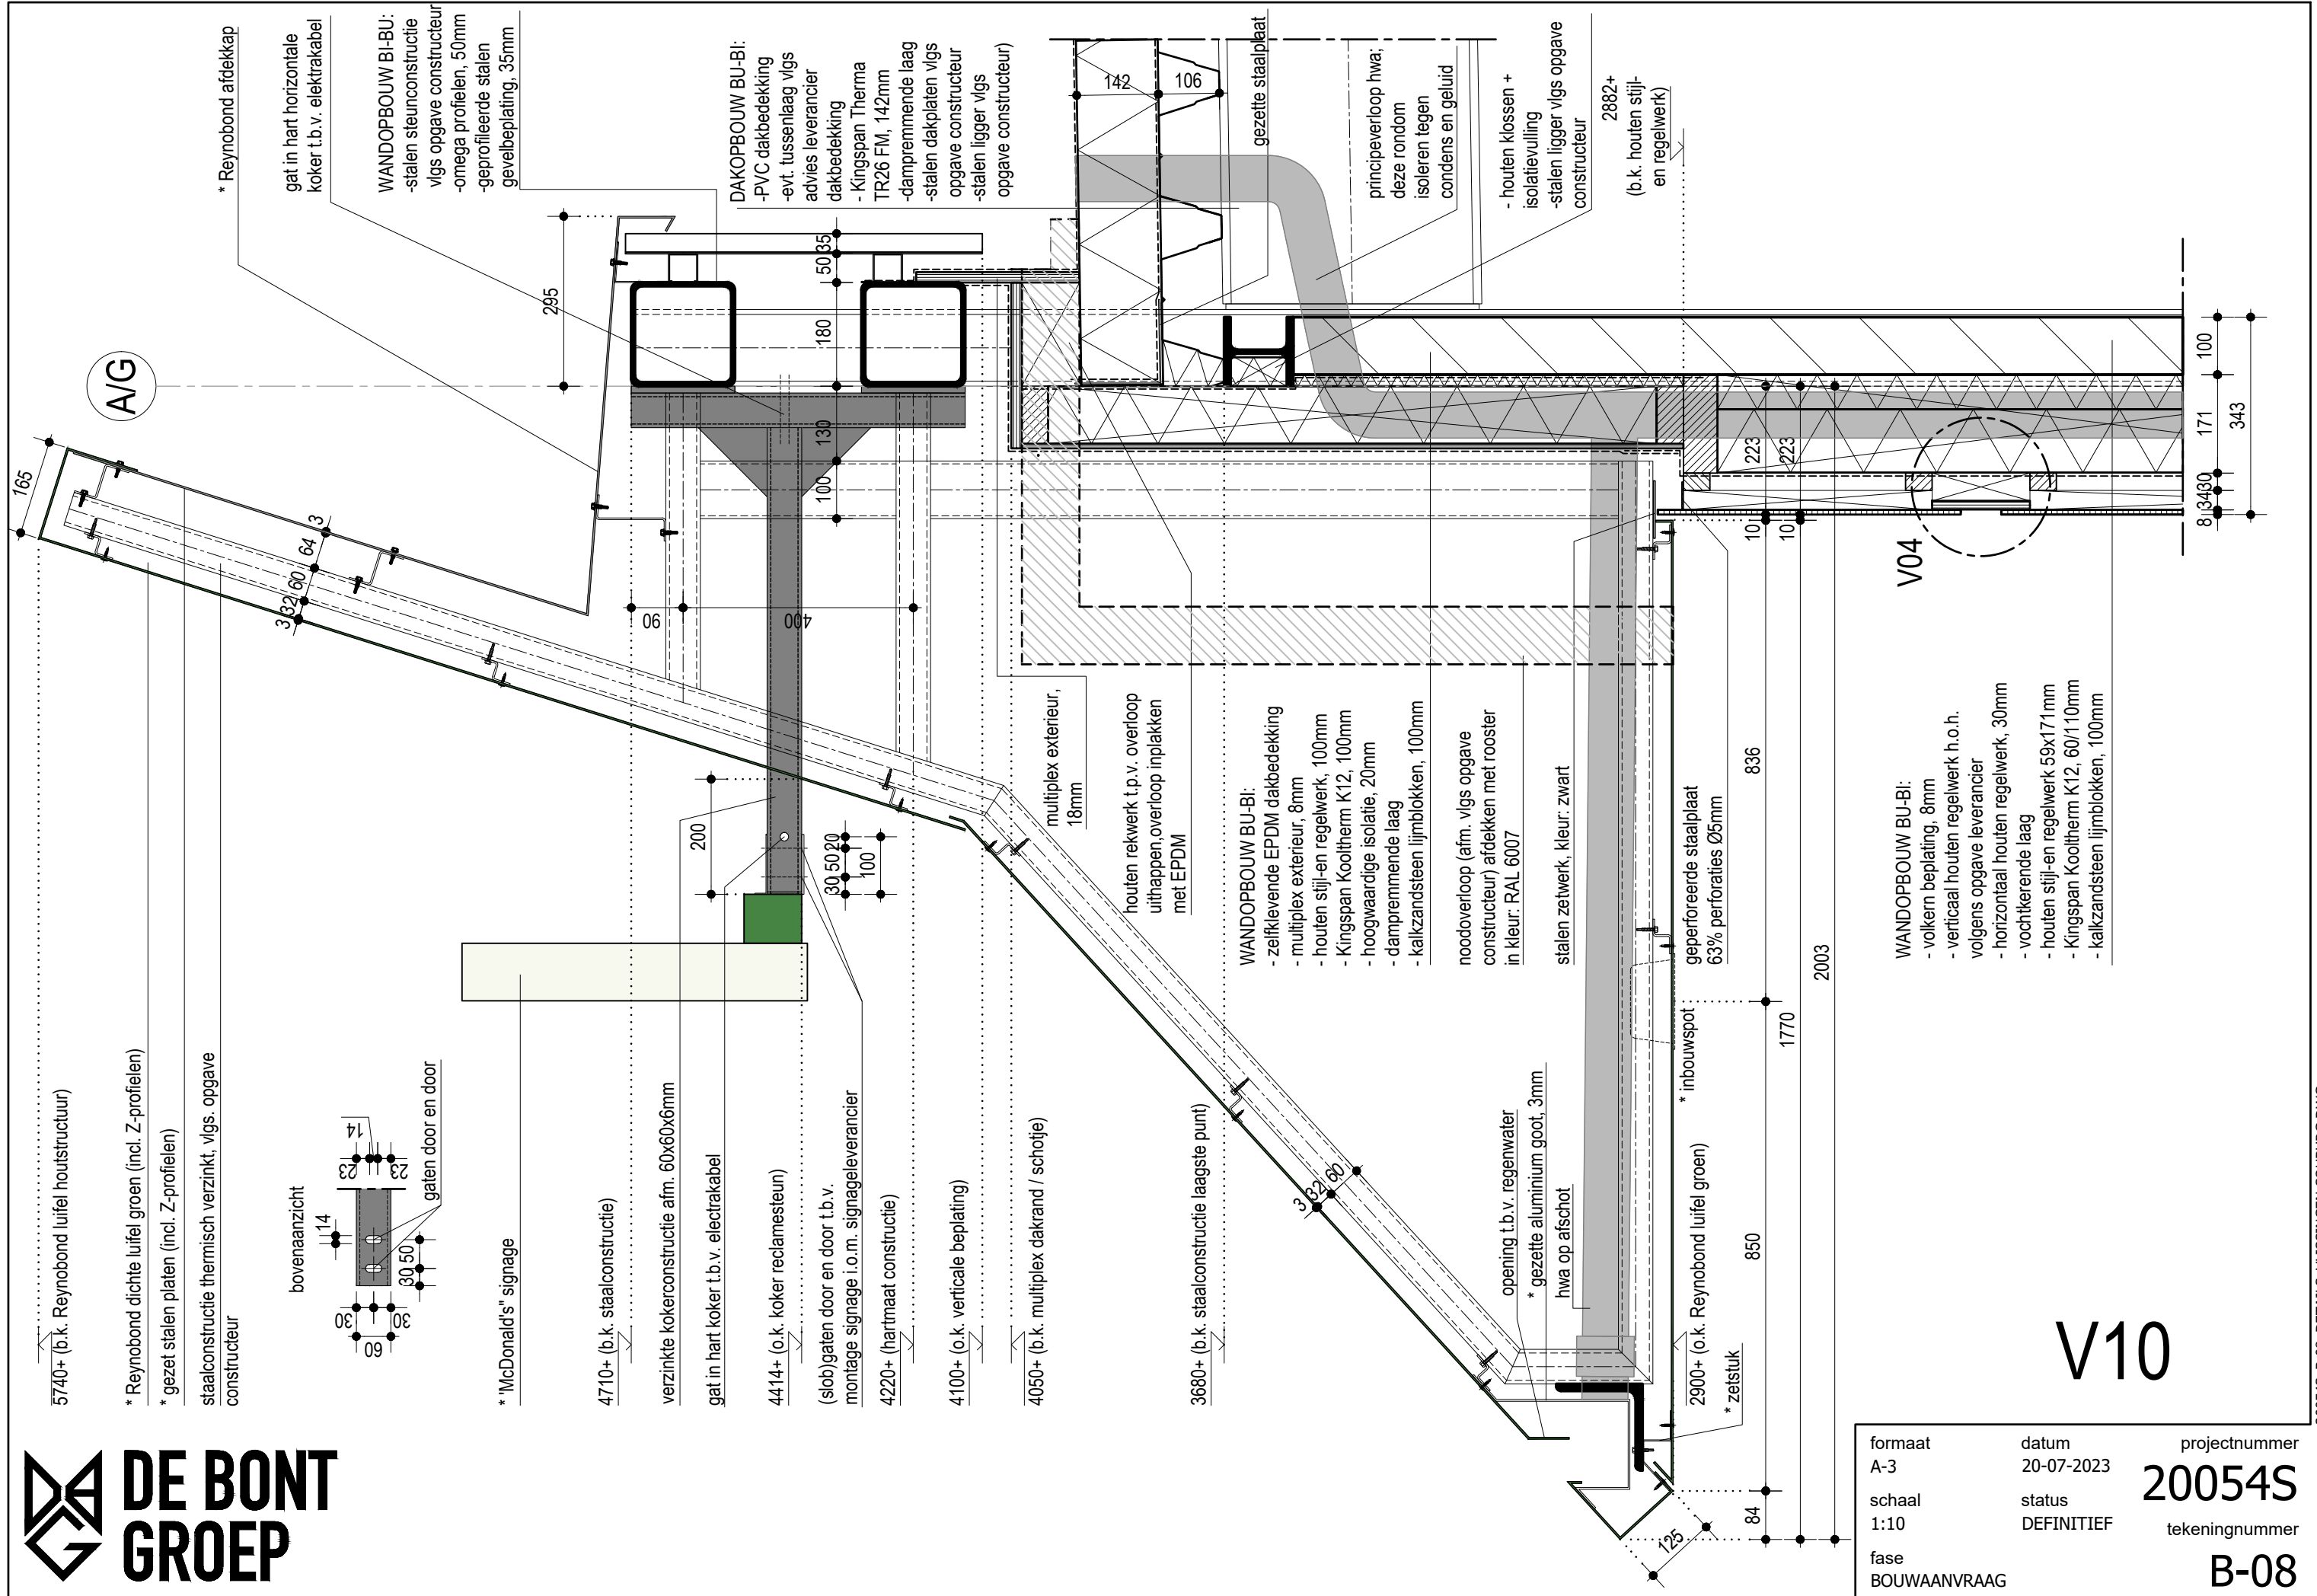 * Reynobond afdekkap
gat in hart horizontale
koker t.b.v. elektrakabel
WANDOPBOUW BI-BU:
-stalen steunconstructie
vlgs opgave constructeur
-omega profielen, 50mm
-geprofileerde stalen
gevelbeplating, 35mm
DAKOPBOUW BU-BI:
-PVC dakbedekking
-evt. tussenlaag vlgs
advies leverancier
dakbedekking
- Kingspan Therma
TR26 FM, 142mm
-dampremmende laag
-stalen dakplaten vlgs
opgave constructeur
-stalen ligger vlgs
opgave constructeur)
142
106
gezette staalplaat
principeverloop hwa;
deze rondom
isoleren tegen
condens en geluid
- houten klossen +
isolatievulling
-stalen ligger vlgs opgave
constructeur
2882+
(b.k. houten stijl-
en regelwerk)
A/G
295
35
50
180
130
100
165
3
64
60
32
3
90
400
100
171
343
30
34
8
223
223
10
10
V04
multiplex exterieur,
18mm
houten rekwerk t.p.v. overloop
uithappen,overloop inplakken
met EPDM
WANDOPBOUW BU-BI:
- zelfklevende EPDM dakbedekking
- multiplex exterieur, 8mm
- houten stijl-en regelwerk, 100mm
- Kingspan Kooltherm K12, 100mm
- hoogwaardige isolatie, 20mm
- dampremmende laag
- kalkzandsteen lijmblokken, 100mm
noodoverloop (afm. vlgs opgave
constructeur) afdekken met rooster
in kleur: RAL 6007
stalen zetwerk, kleur: zwart
geperforeerde staalplaat
63% perforaties Ø5mm
836
2003
1770
WANDOPBOUW BU-BI:
- volkern beplating, 8mm
- verticaal houten regelwerk h.o.h.
volgens opgave leverancier
- horizontaal houten regelwerk, 30mm
- vochtkerende laag
- houten stijl-en regelwerk 59x171mm
- Kingspan Kooltherm K12, 60/110mm
- kalkzandsteen lijmblokken, 100mm
200
30 50 20
100
5740+ (b.k. Reynobond luifel houtstructuur)
* Reynobond dichte luifel groen (incl. Z-profielen)
* gezet stalen platen (incl. Z-profielen)
staalconstructie thermisch verzinkt, vlgs. opgave
constructeur
bovenaanzicht
14
23
23
14
30 50
30
30
60
gaten door en door
* "McDonald's" signage
4710+ (b.k. staalconstructie)
verzinkte kokerconstructie afm. 60x60x6mm
gat in hart koker t.b.v. electrakabel
4414+ (o.k. koker reclamesteun)
(slob)gaten door en door t.b.v.
montage signage i.o.m. signageleverancier
4220+ (hartmaat constructie)
4100+ (o.k. verticale beplating)
4050+ (b.k. multiplex dakrand / schotje)
3680+ (b.k. staalconstructie laagste punt)
3
32
60
opening t.b.v. regenwater
* gezette aluminium goot, 3mm
hwa op afschot
* inbouwspot
2900+ (o.k. Reynobond luifel groen)
* zetstuk
850
84
125
V10
DE BONT
GROEP
formaat
A-3
datum
20-07-2023
projectnummer
20054S
schaal
1:10
status
DEFINITIEF
tekeningnummer
B-08
fase
BOUWAANVRAAG